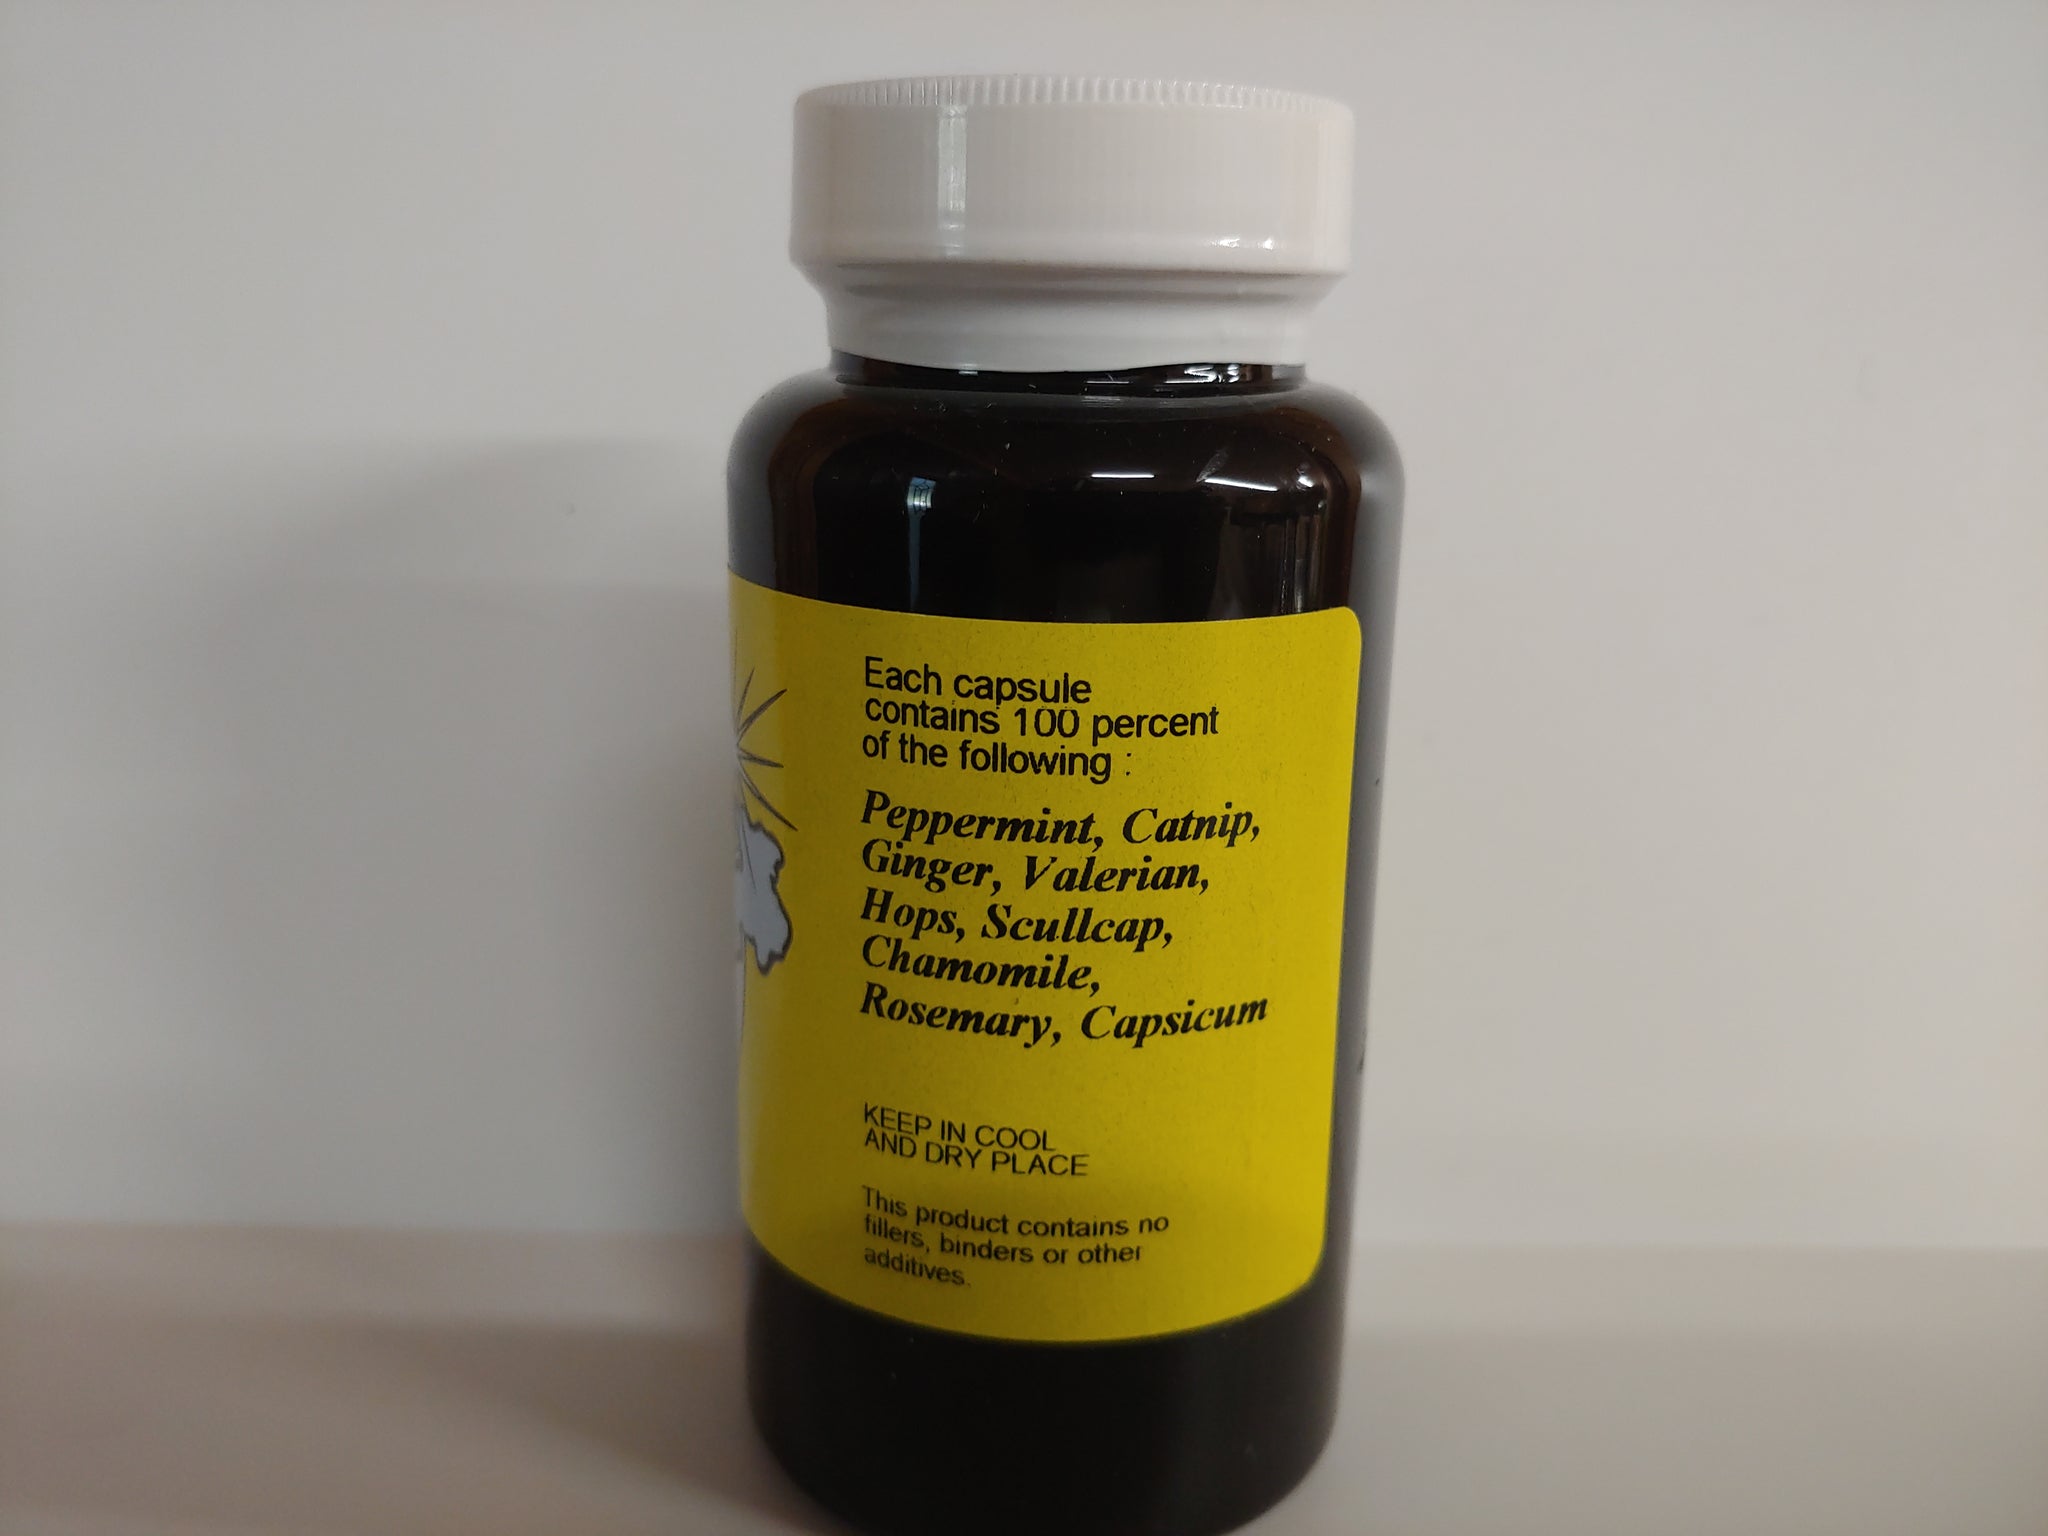 Each capsule
contains 100 percent
of the following :
Peppermint, Catnip,
Ginger, Valerian,
Hops, Scullcap,
Chamomile,
Rosemary, Capsicum
KEEP IN COOL
AND DRY PLACE
This product contains no
fillers, binders or other
additives.